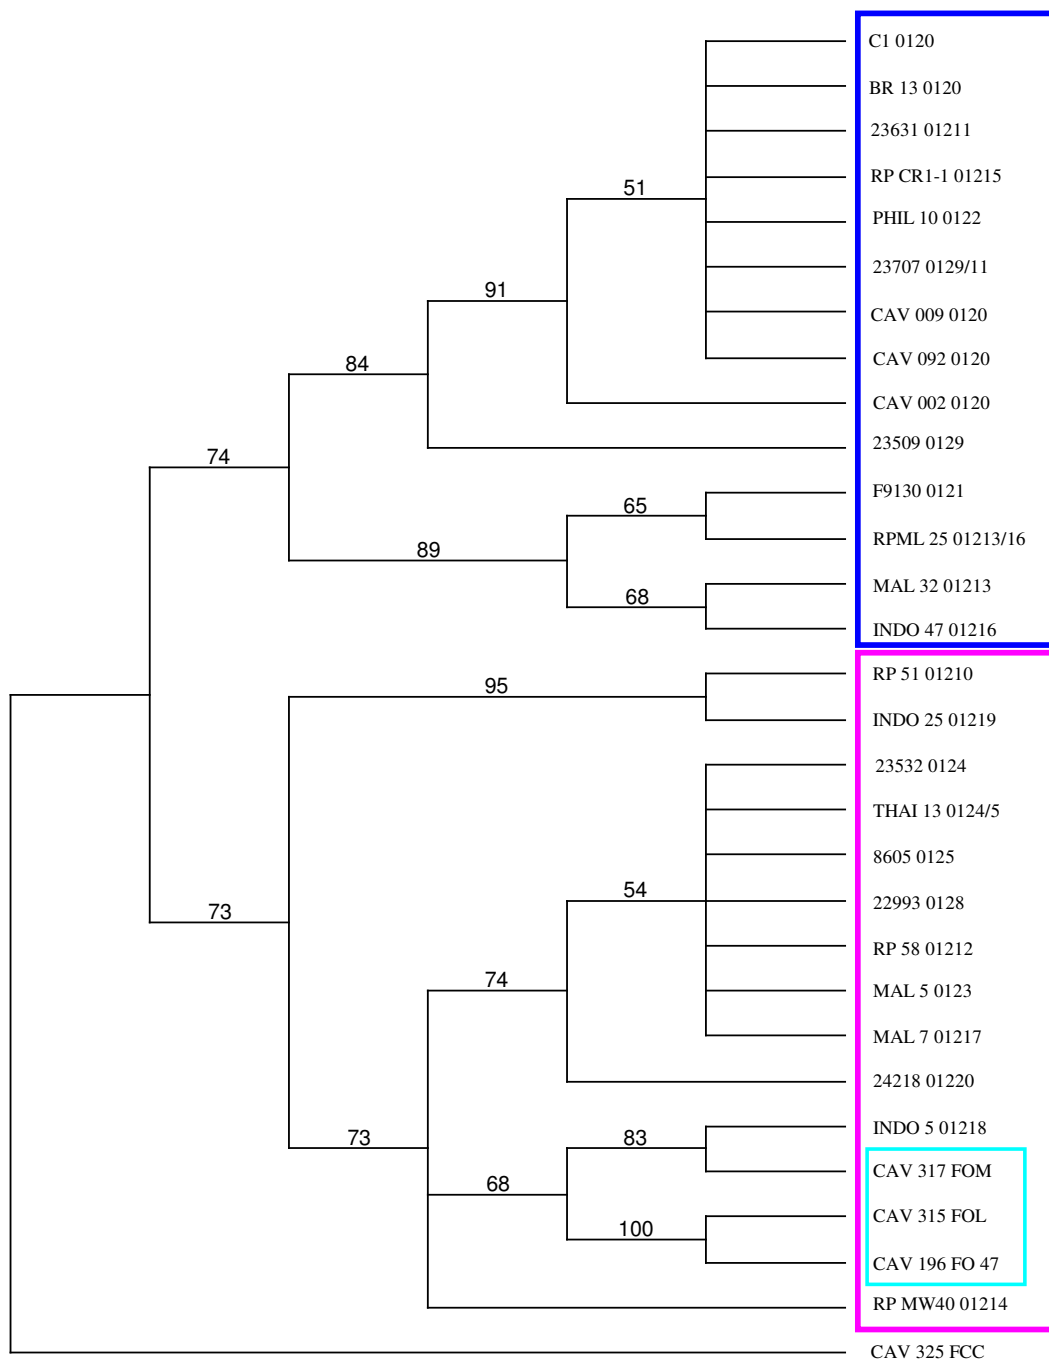 C1 0120
BR 13 0120
23631 01211
RP CR1-1 01215
51
PHIL 10 0122
23707 0129/11
91
CAV 009 0120
CAV 092 0120
84
CAV 002 0120
23509 0129
74
F9130 0121
65
RPML 25 01213/16
89
MAL 32 01213
68
INDO 47 01216
RP 51 01210
95
INDO 25 01219
23532 0124
THAI 13 0124/5
8605 0125
54
22993 0128
73
RP 58 01212
74
MAL 5 0123
MAL 7 01217
24218 01220
INDO 5 01218
73
83
CAV 317 FOM
68
CAV 315 FOL
100
CAV 196 FO 47
RP MW40 01214
CAV 325 FCC